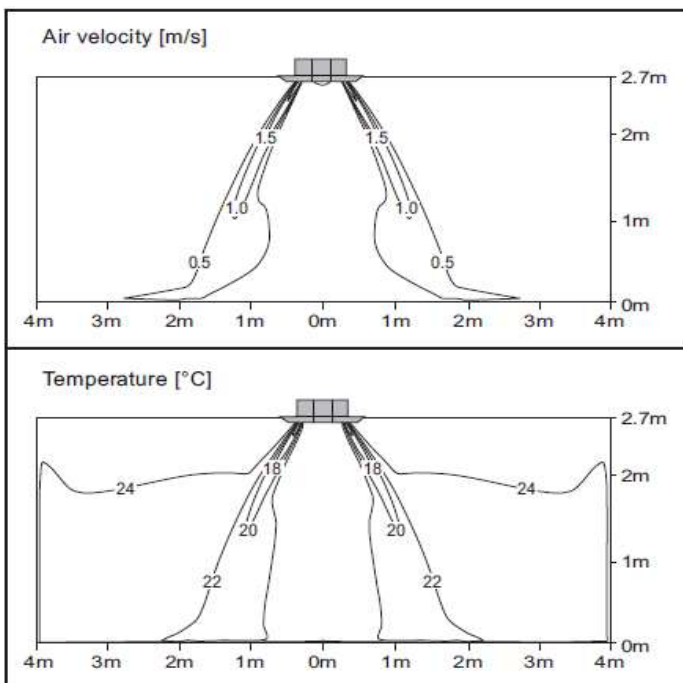 Air velocity [m/s]
2.7m
2m
1.5 1.5
1.0 1.0
1m
0.5 0.5
0m
4m 3m 2m 1m 0m 1m 2m 3m 4m
Temperature [°C]
2.7m
18 18 2m
24 24
20 20
1m
22 22
0m
4m 3m 2m 1m 0m 1m 2m 3m 4m